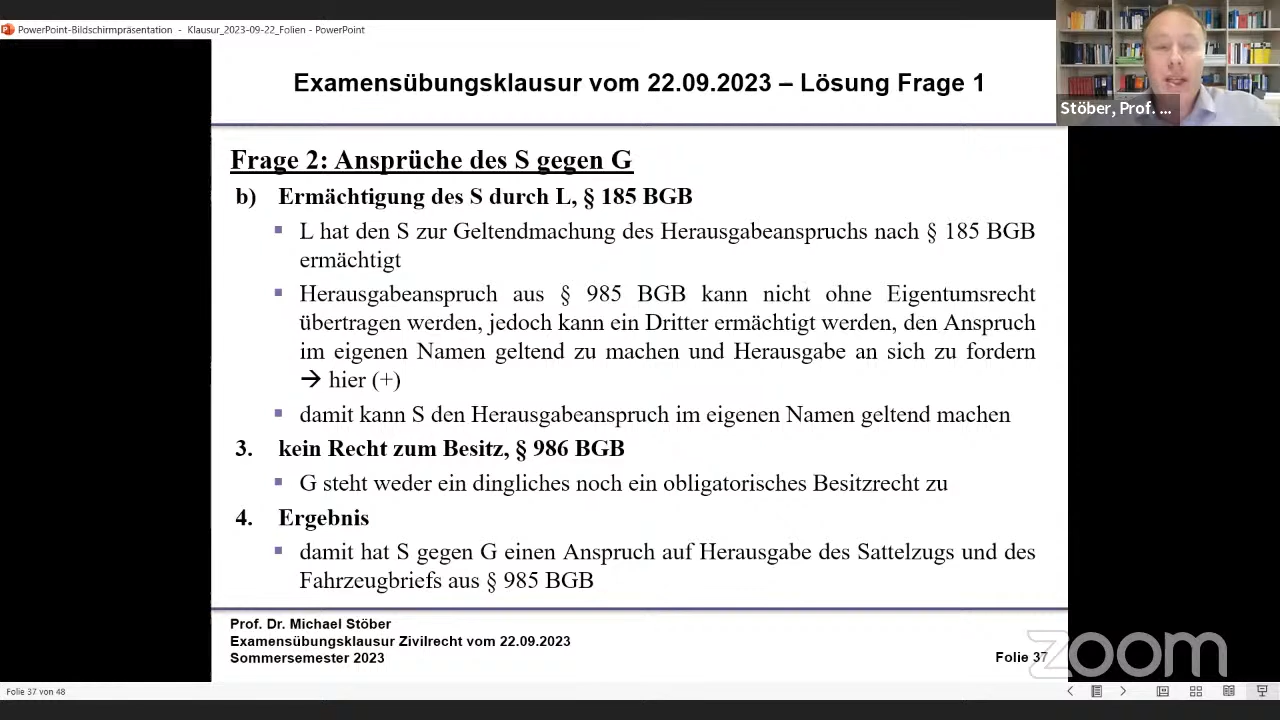 PowerPoint-Bildschirmpräsentation - Klausur_2023-09-22_Folien - PowerPoint
Examensübungsklausur vom 22.09.2023 – Lösung Frage 1
Stöber, Prof. ...
Frage 2: Ansprüche des S gegen G
b) Ermächtigung des S durch L, § 185 BGB
▪ L hat den S zur Geltendmachung des Herausgabeanspruchs nach § 185 BGB
ermächtigt
▪ Herausgabeanspruch aus § 985 BGB kann nicht ohne Eigentumsrecht
übertragen werden, jedoch kann ein Dritter ermächtigt werden, den Anspruch
im eigenen Namen geltend zu machen und Herausgabe an sich zu fordern
→ hier (+)
▪ damit kann S den Herausgabeanspruch im eigenen Namen geltend machen
3. kein Recht zum Besitz, § 986 BGB
▪ G steht weder ein dingliches noch ein obligatorisches Besitzrecht zu
4. Ergebnis
▪ damit hat S gegen G einen Anspruch auf Herausgabe des Sattelzugs und des
Fahrzeugbriefs aus § 985 BGB
Prof. Dr. Michael Stöber
Examensübungsklausur Zivilrecht vom 22.09.2023
Sommersemester 2023
Folie 37
zoom
Folie 37 von 48